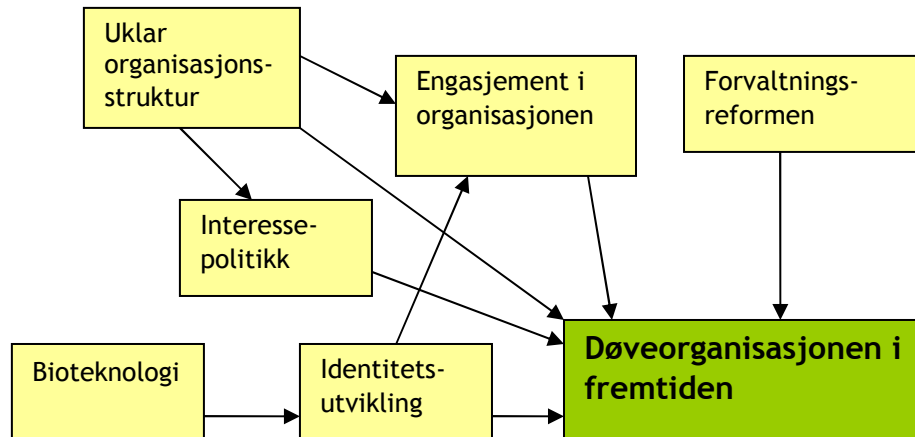 Uklar
organisasjons-
struktur
Engasjement i
organisasjonen
Forvaltnings-
reformen
Interesse-
politikk
Bioteknologi
Identitets-
utvikling
Døveorganisasjonen i
fremtiden